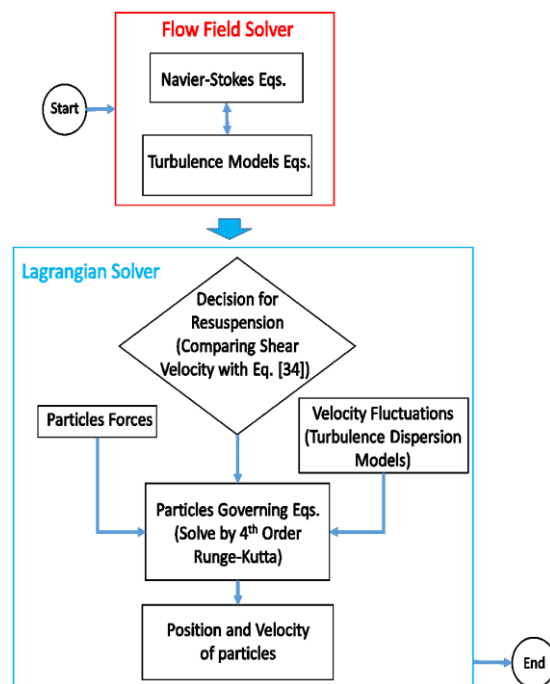 Flow Field Solver
Navier-Stokes Eqs.
Start
Turbulence Models Eqs.
Lagrangian Solver
Decision for
Resuspension
(Comparing Shear
Velocity with Eq. [34])
Particles Forces
Velocity Fluctuations
(Turbulence Dispersion
Models)
Particles Governing Eqs.
(Solve by 4th Order
Runge-Kutta)
Position and Velocity
of particles
End